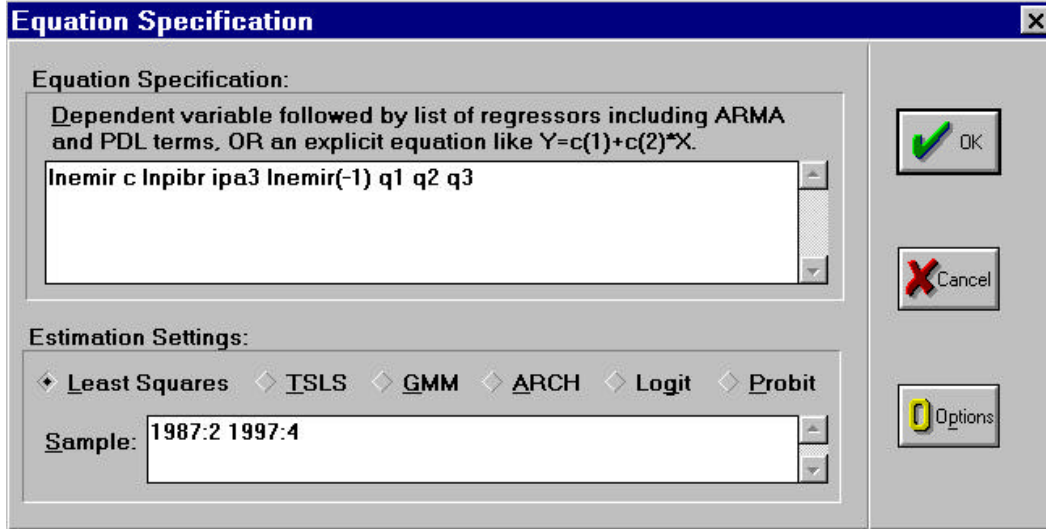 Equation Specification
Equation Specification:
Dependent variable followed by list of regressors including ARMA
and PDL terms, OR an explicit equation like Y=c(1)+c(2)*X.
lnemir c lnpibr ipa3 lnemir(-1) q1 q2 q3
OK
Cancel
Estimation Settings:
Least Squares TSLS GMM ARCH Logit Probit
Sample: 1987:2 1997:4
Options